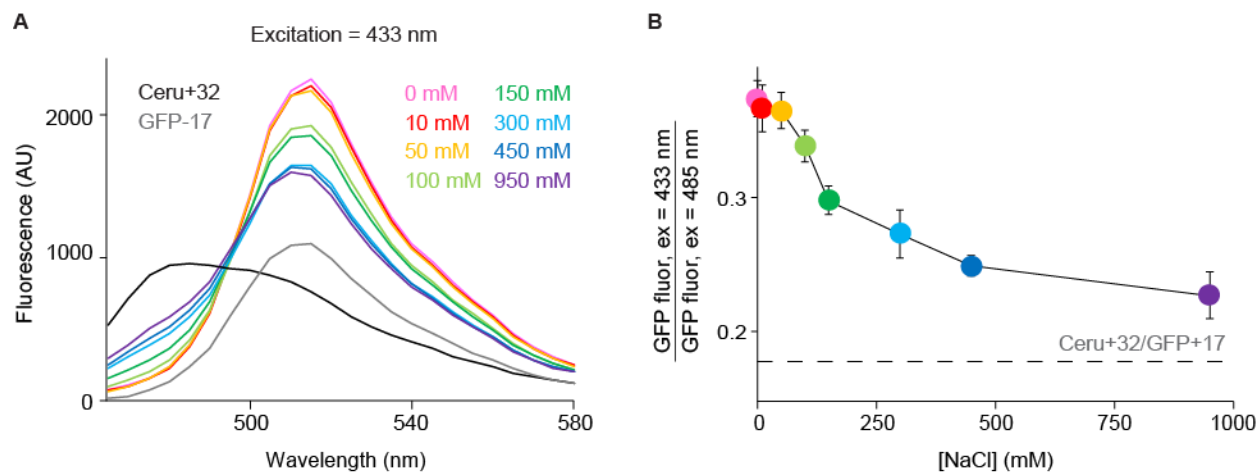 A
Excitation = 433 nm
Ceru+32
GFP-17
0 mM
10 mM
50 mM
100 mM
150 mM
300 mM
450 mM
950 mM
Fluorescence (AU)
2000
1000
0
500
540
580
Wavelength (nm)
B
GFP fluor, ex = 433 nm
GFP fluor, ex = 485 nm
0.3
0.2
Ceru+32/GFP+17
0
250
500
750
1000
[NaCl] (mM)